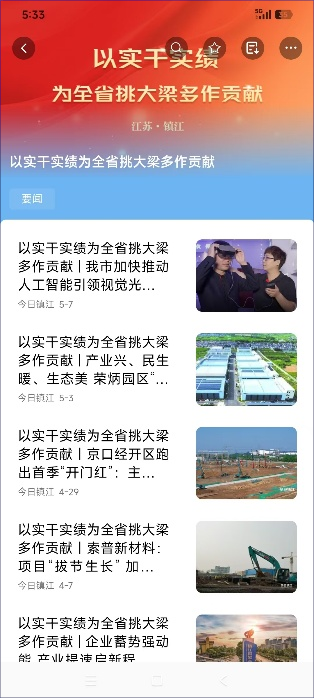 5:33
5G
以实干实绩
为全省挑大梁多作贡献
江苏·镇江
以实干实绩为全省挑大梁多作贡献
要闻
以实干实绩为全省挑大梁
多作贡献 | 我市加快推动
人工智能引领视觉光...
今日镇江 5-7
以实干实绩为全省挑大梁
多作贡献 | 产业兴、民生
暖、生态美 荣炳园区“...
今日镇江 5-3
以实干实绩为全省挑大梁
多作贡献丨京口经开区跑
出首季“开门红”：主...
今日镇江 4-29
以实干实绩为全省挑大梁
多作贡献丨索普新材料：
项目“拔节生长” 加...
今日镇江 4-7
以实干实绩为全省挑大梁
多作贡献 | 企业蓄势强动
能 产业提速启新程